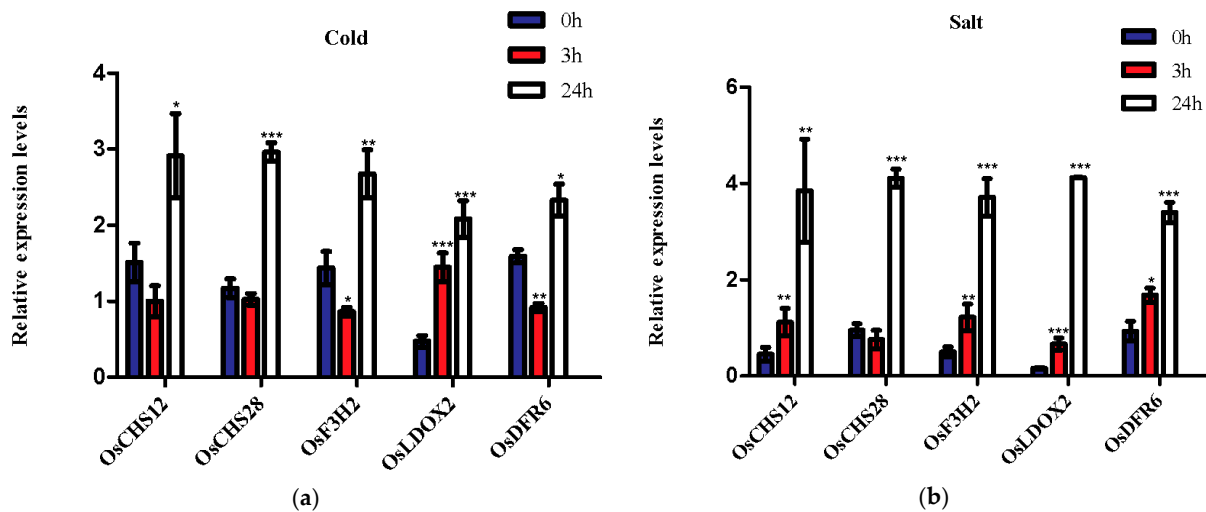 Cold
0h
3h
24h
Relative expression levels
4
3
2
1
0
*
***
**
***
*
*
***
**
OsCHS12
OsCHS28
OsF3H2
OsLDOX2
OsDFR6
(a)
Salt
0h
3h
24h
Relative expression levels
6
4
2
0
**
***
***
***
***
**
**
***
*
OsCHS12
OsCHS28
OsF3H2
OsLDOX2
OsDFR6
(b)